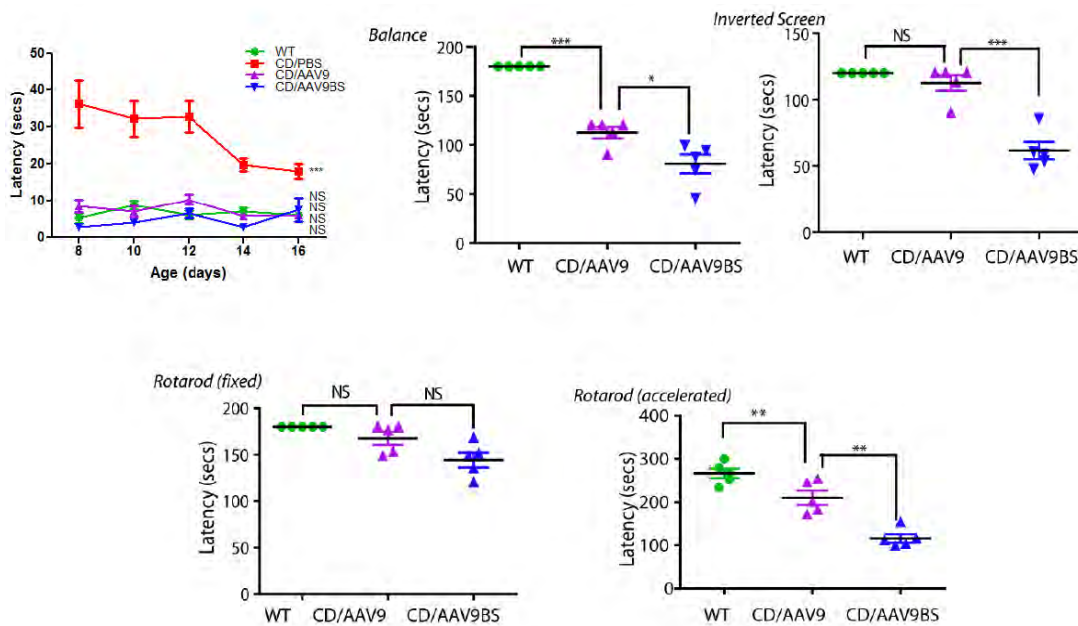 WT
CD/PBS
CD/AAV9
CD/AAV9BS
50
40
30
20
10
0
Latency (secs)
***
NS
NS
NS
NS
8 10 12 14 16
Age (days)
Balance
***
*
200
150
100
50
0
Latency (secs)
WT CD/AAV9 CD/AAV9BS
Inverted Screen
NS
***
150
100
50
0
Latency (secs)
WT CD/AAV9 CD/AAV9BS
Rotarod (fixed)
NS
NS
200
150
100
50
0
Latency (secs)
WT CD/AAV9 CD/AAV9BS
Rotarod (accelerated)
**
**
400
300
200
100
0
Latency (secs)
WT CD/AAV9 CD/AAV9BS